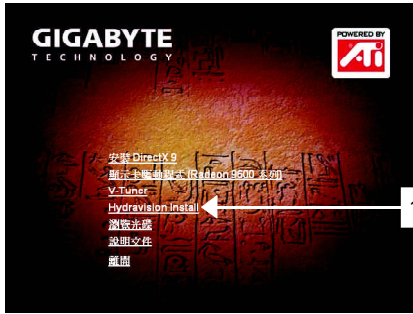 GIGABYTE
TECHNOLOGY
POWERED BY
ATi
安裝 DirectX 9
顯示卡驅動程式 (Radeon 9600 系列)
V-Tuner
Hydravision Install
瀏覽光碟
說明文件
離開
1